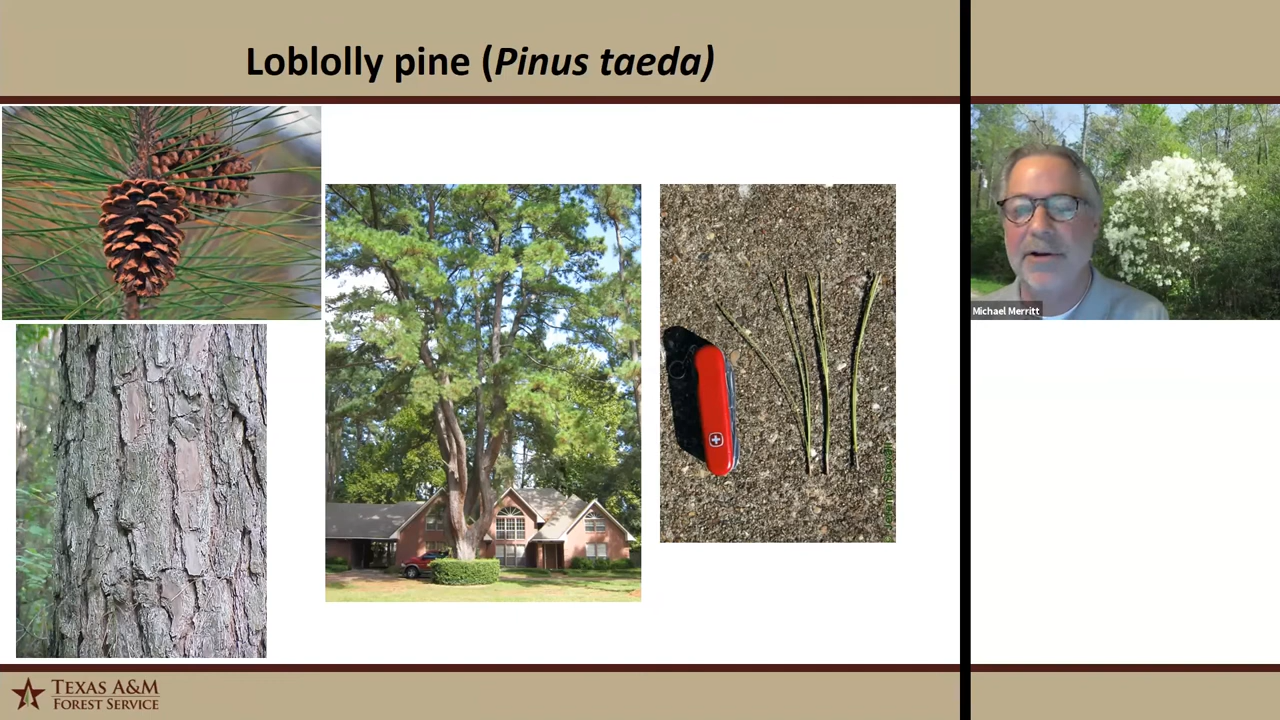 Loblolly pine (Pinus taeda)
Michael Merritt
TEXAS A&M
FOREST SERVICE